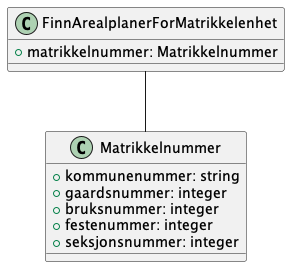 C FinnArealplanerForMatrikkelenhet
matrikkelnummer: Matrikkelnummer
C Matrikkelnummer
kommunenummer: string
gaardsnummer: integer
bruksnummer: integer
festenummer: integer
seksjonsnummer: integer